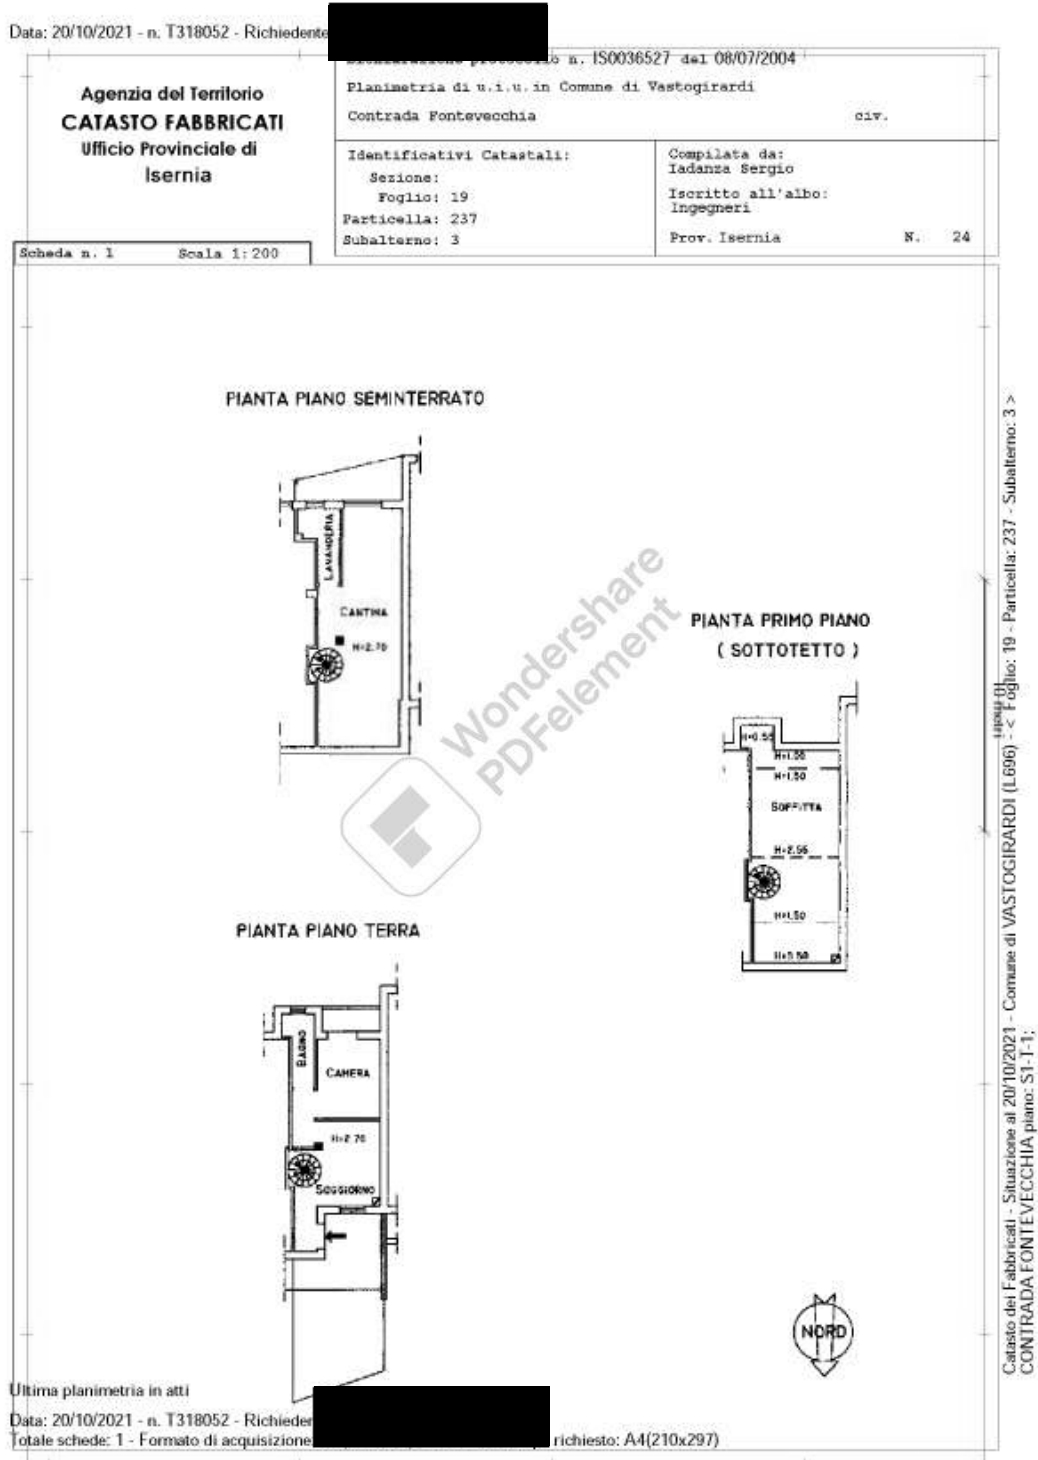 Data: 20/10/2021 - n. T318052 - Richiedente
n. IS0036527 del 08/07/2004
Agenzia del Territorio
CATASTO FABBRICATI
Ufficio Provinciale di
Isernia
Planimetria di u.i.u. in Comune di Vastogirardi
Contrada Fontevecchia civ.
Identificativi Catastali:
Sezione:
Foglio: 19
Particella: 237
Subalterno: 3
Compilata da:
Iadanza Sergio
Iscritto all'albo:
Ingegneri
Prov. Isernia N. 24
Scheda n. 1 Scala 1:200
PIANTA PIANO SEMINTERRATO
LAVANDERIA
CANTINA
H=2.70
PIANTA PRIMO PIANO
( SOTTOTETTO )
H=0.55
H=1.50
SOFFITTA
H=2.55
H=1.50
PIANTA PIANO TERRA
BAGNO
CAMERA
H=2.70
SOGGIORNO
NORD
Wondershare
PDFelement
10 metri
Catasto dei Fabbricati - Situazione al 20/10/2021 - Comune di VASTOGIRARDI (L696) - < Foglio: 19 - Particella: 237 - Subalterno: 3 >
CONTRADA FONTEVECCHIA piano: S1-T-1;
Ultima planimetria in atti
Data: 20/10/2021 - n. T318052 - Richieden
Totale schede: 1 - Formato di acquisizione richiesto: A4(210x297)